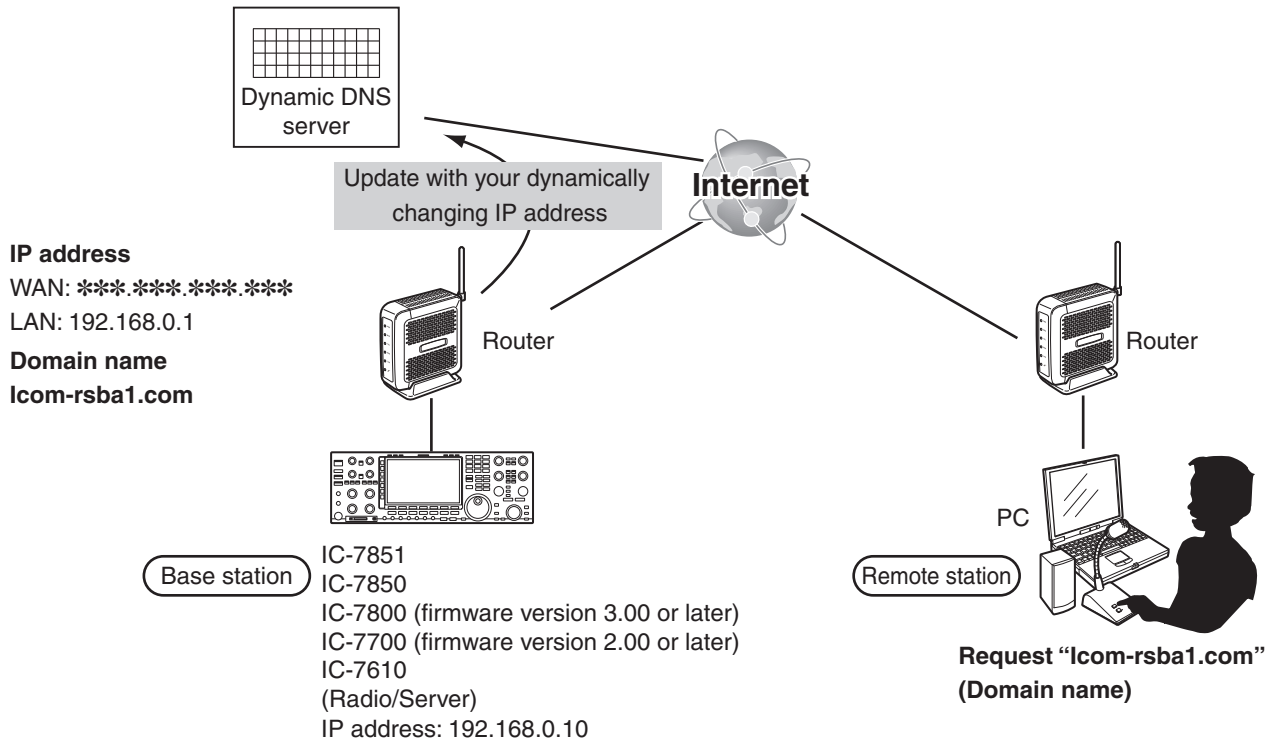 Dynamic DNS
server
Update with your dynamically
changing IP address
Internet
IP address
WAN: ***.***.***.***
LAN: 192.168.0.1
Domain name
Icom-rsba1.com
Router
Router
PC
Base station
IC-7851
IC-7850
IC-7800 (firmware version 3.00 or later)
IC-7700 (firmware version 2.00 or later)
IC-7610
(Radio/Server)
IP address: 192.168.0.10
Remote station
Request “Icom-rsba1.com”
(Domain name)